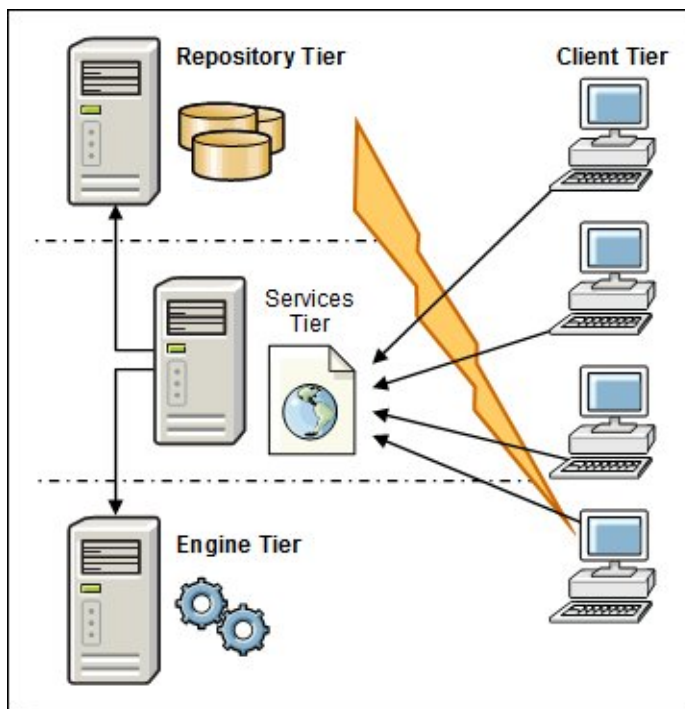 Repository Tier
Client Tier
Services
Tier
Engine Tier